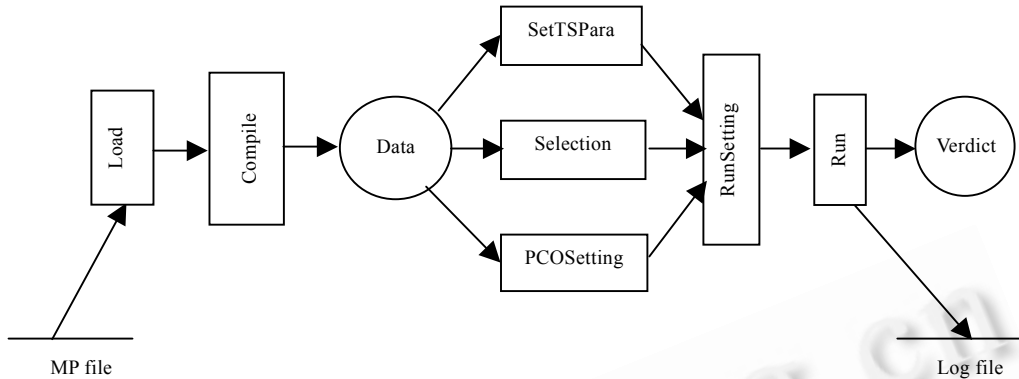 SetTSPara
Load
Compile
Data
Selection
RunSetting
Run
Verdict
PCOSetting
MP file
Log file